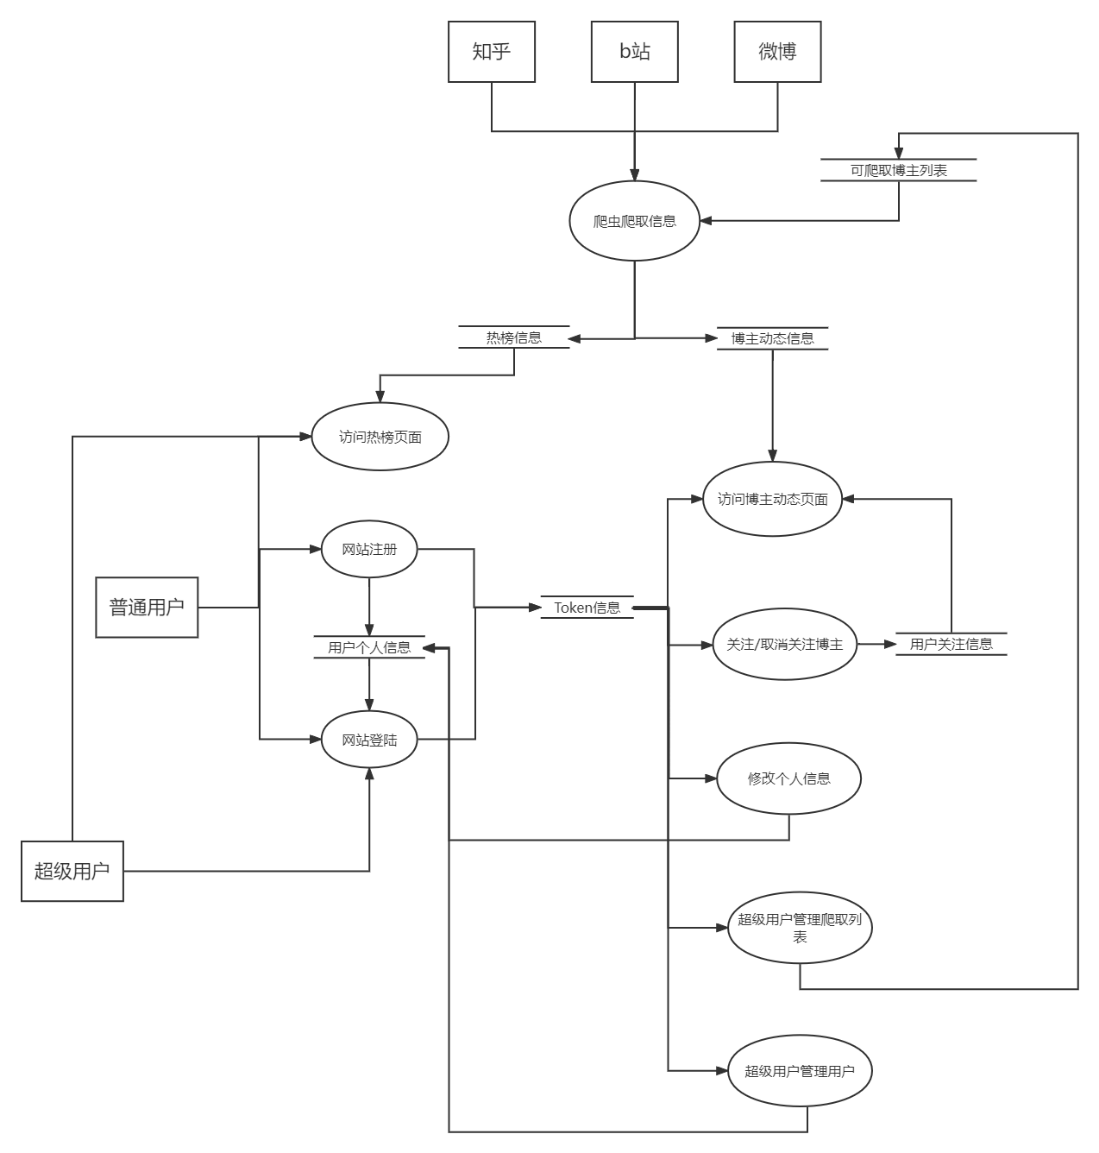 知乎
b站
微博
可爬取博主列表
爬虫爬取信息
热榜信息
博主动态信息
访问热榜页面
访问博主动态页面
网站注册
普通用户
Token信息
用户个人信息
关注/取消关注博主
用户关注信息
网站登陆
修改个人信息
超级用户
超级用户管理爬取列
表
超级用户管理用户